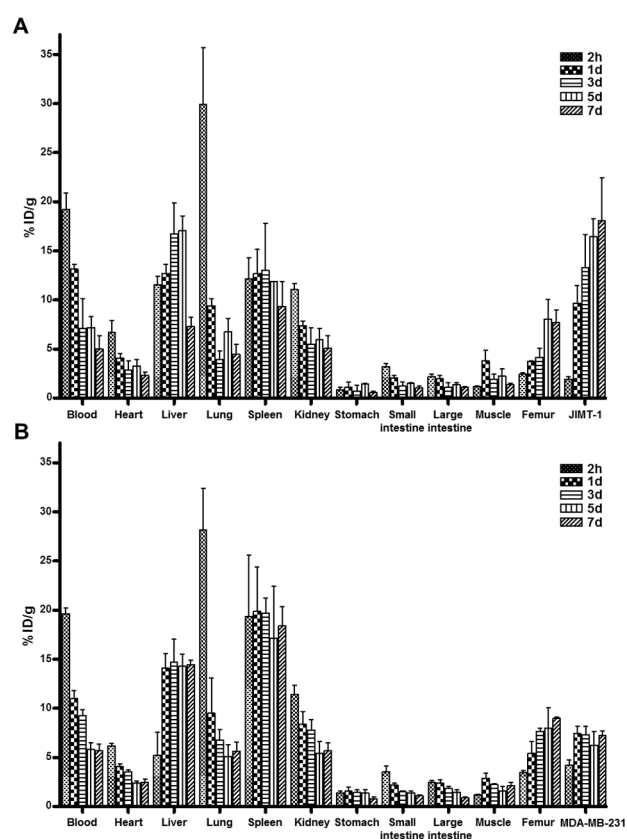 A
% ID/g
35
30
25
20
15
10
5
0
2h
1d
3d
5d
7d
Blood Heart Liver Lung Spleen Kidney Stomach Small Large Muscle Femur JIMT-1
intestine intestine
B
% ID/g
35
30
25
20
15
10
5
0
2h
1d
3d
5d
7d
Blood Heart Liver Lung Spleen Kidney Stomach Small Large Muscle Femur MDA-MB-231
intestine intestine